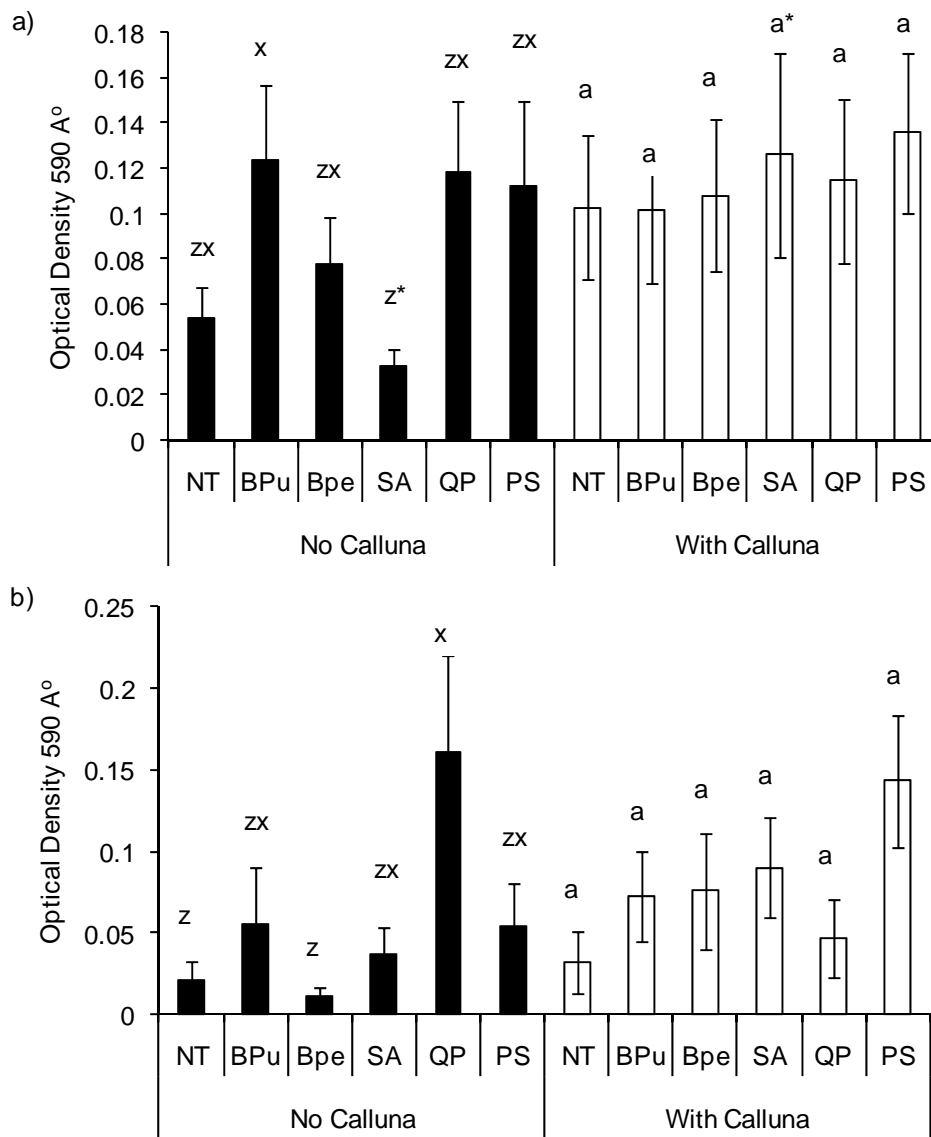 a)
Optical Density 590 Aº
0.18
0.16
0.14
0.12
0.1
0.08
0.06
0.04
0.02
0
zx x zx z* zx zx a a a a* a a
NT BPu Bpe SA QP PS NT BPu Bpe SA QP PS
No Calluna With Calluna
b)
Optical Density 590 Aº
0.25
0.2
0.15
0.1
0.05
0
z zx z zx x zx a a a a a a
NT BPu Bpe SA QP PS NT BPu Bpe SA QP PS
No Calluna With Calluna